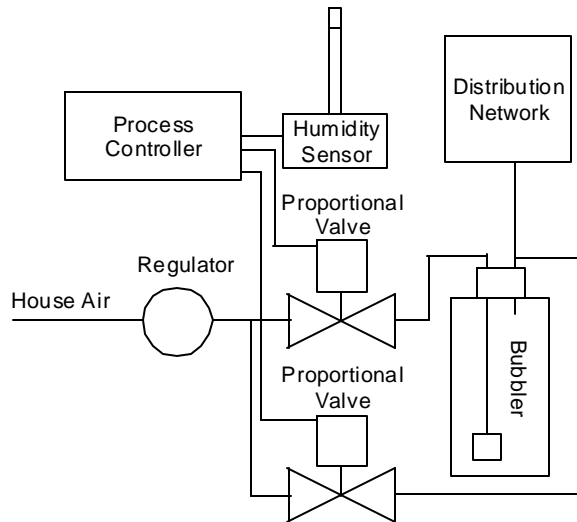 Process
Controller
Humidity
Sensor
Distribution
Network
Proportional
Valve
Regulator
House Air
Bubbler
Proportional
Valve